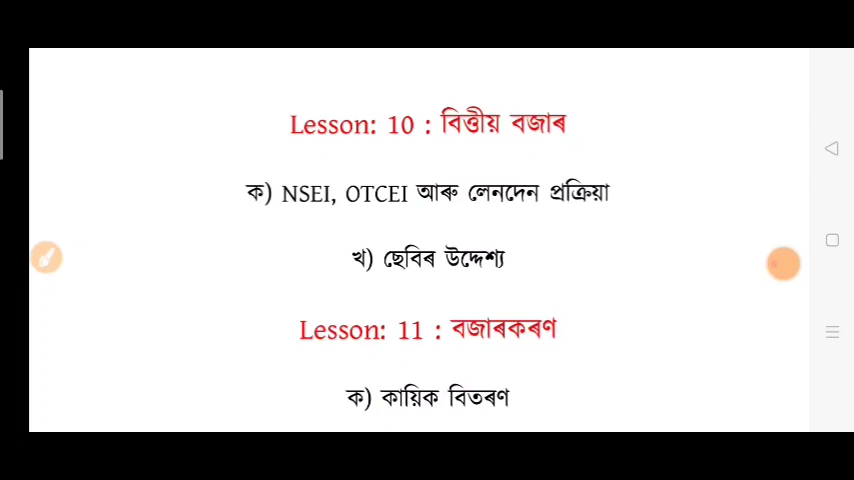 Lesson: 10 : বিত্তীয় বজাৰ
ক) NSEI, OTCEI আৰু লেনদেন প্ৰক্ৰিয়া
খ) ছেবিৰ উদ্দেশ্য
Lesson: 11 : বজাৰকৰণ
ক) কায়িক বিতৰণ